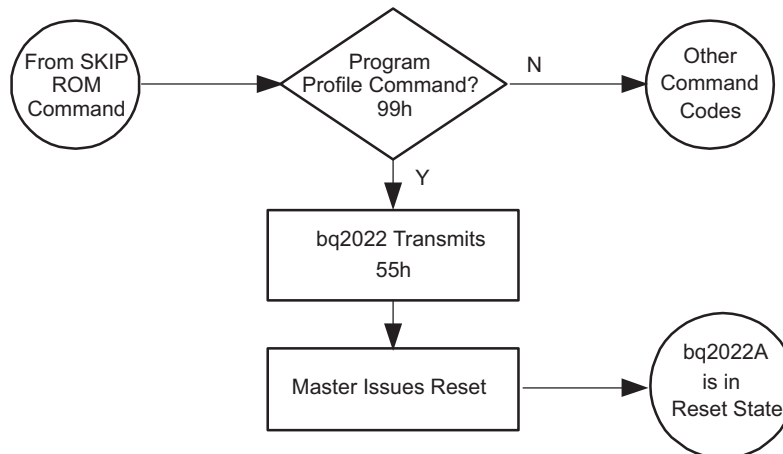 From SKIP
ROM
Command
Program
Profile Command?
99h
N
Other
Command
Codes
Y
bq2022 Transmits
55h
Master Issues Reset
bq2022A
is in
Reset State